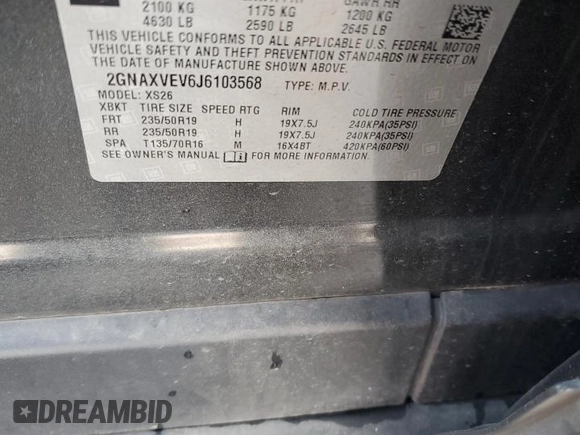 2100 KG 1175 KG 1200 KG
4630 LB 2590 LB 2645 LB
THIS VEHICLE CONFORMS TO ALL APPLICABLE U.S. FEDERAL MOTOR
VEHICLE SAFETY AND THEFT PREVENTION STANDARDS IN EFFECT ON
THE DATE OF MANUFACTURE SHOWN ABOVE.
2GNAXVEV6J6103568 TYPE: M.P.V.
MODEL: XS26
XBKT TIRE SIZE SPEED RTG RIM COLD TIRE PRESSURE
FRT 235/50R19 H 19X7.5J 240KPA(35PSI)
RR 235/50R19 H 19X7.5J 240KPA(35PSI)
SPA T135/70R16 M 16X4BT 420KPA(60PSI)
SEE OWNER'S MANUAL FOR MORE INFORMATION.
DREAMBID